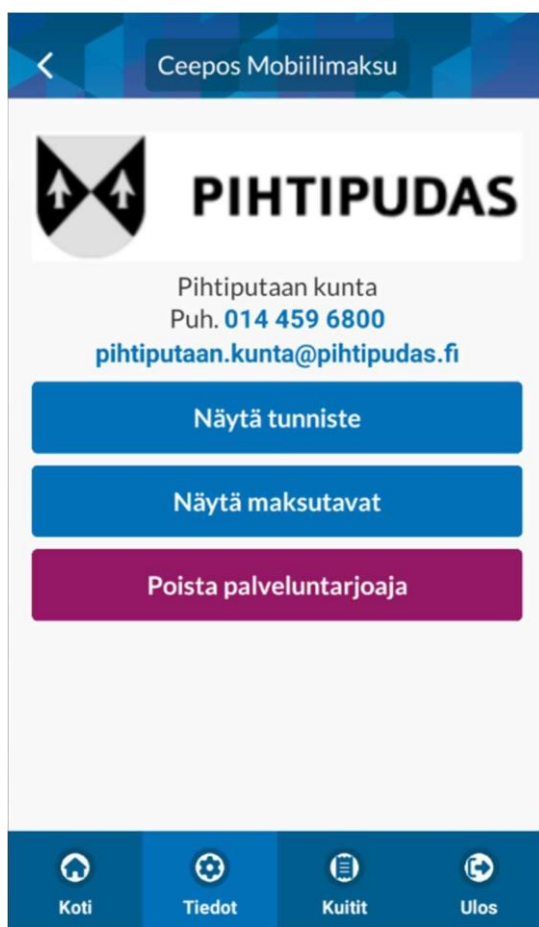 Ceepos Mobiilimaksu
PIHTIPUDAS
Pihtiputaan kunta
Puh. 014 459 6800
pihtiputaan.kunta@pihtipudas.fi
Näytä tunniste
Näytä maksutavat
Poista palveluntarjoaja
Koti Tiedot Kuitit Ulos